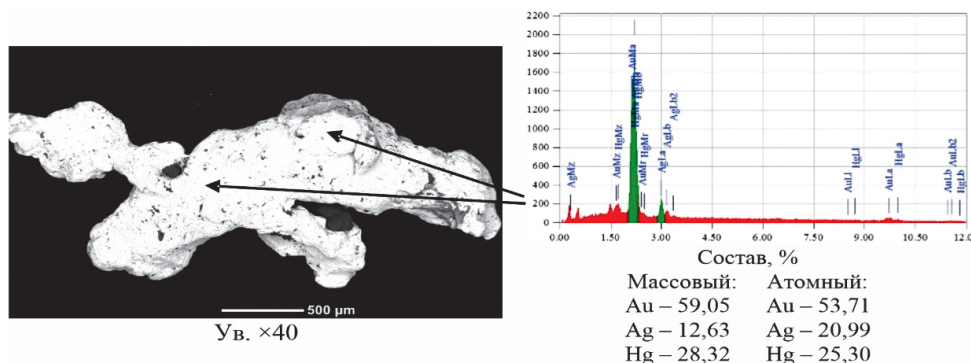 500 µm
Ув. ×40
2200
2000
1800
1600
1400
1200
1000
800
600
400
200
0
AgMz
AuMz
HgMz
AuMa
HgMb
AuMr
HgMr
AgLa
AgLb
AgLb2
AuLl
HgLl
AuLa
HgLa
AuLb
AuLb2
HgLb
0.00 1.50 3.00 4.50 6.00 7.50 9.00 10.50 12.0
Состав, %
Массовый: Атомный:
Au – 59,05 Au – 53,71
Ag – 12,63 Ag – 20,99
Hg – 28,32 Hg – 25,30